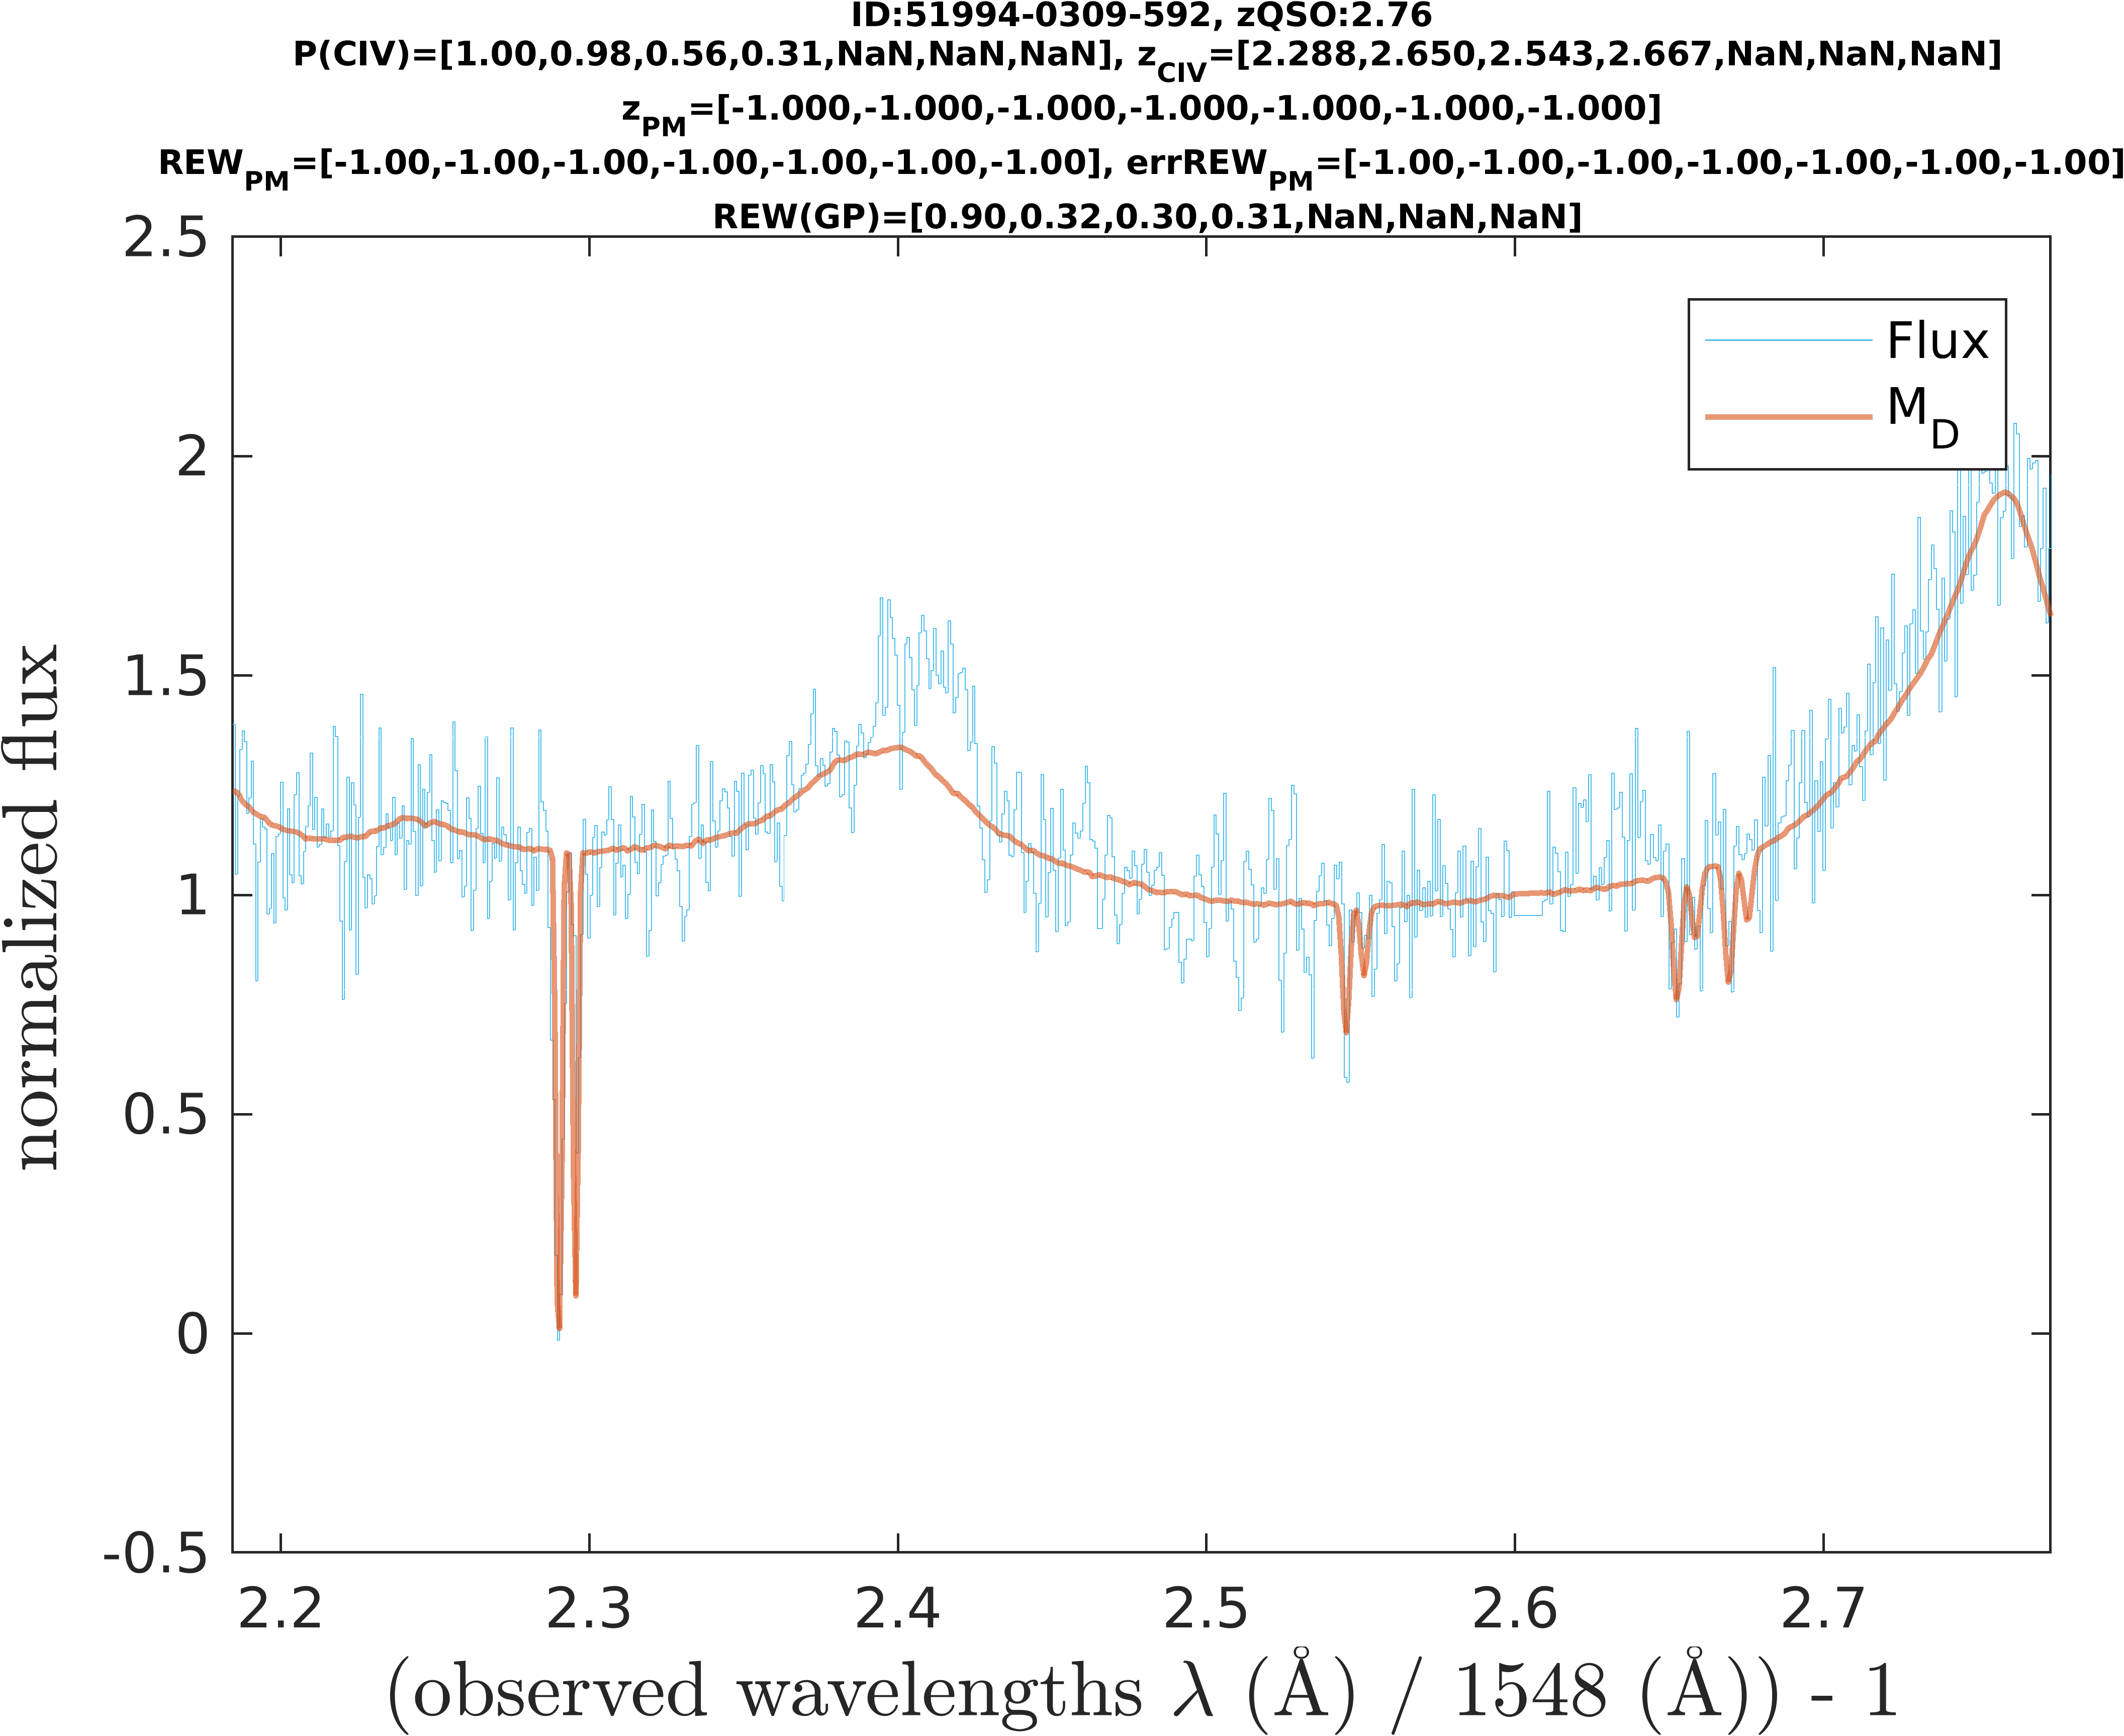 ID:51994-0309-592, zQSO:2.76
P(CIV)=[1.00,0.98,0.56,0.31,NaN,NaN,NaN], zCIV=[2.288,2.650,2.543,2.667,NaN,NaN,NaN]
zPM=[-1.000,-1.000,-1.000,-1.000,-1.000,-1.000,-1.000]
REWPM=[-1.00,-1.00,-1.00,-1.00,-1.00,-1.00,-1.00], errREWPM=[-1.00,-1.00,-1.00,-1.00,-1.00,-1.00,-1.00]
REW(GP)=[0.90,0.32,0.30,0.31,NaN,NaN,NaN]
2.5
2
1.5
1
0.5
0
-0.5
normalized flux
Flux
MD
2.2 2.3 2.4 2.5 2.6 2.7
(observed wavelengths λ (Å) / 1548 (Å)) - 1